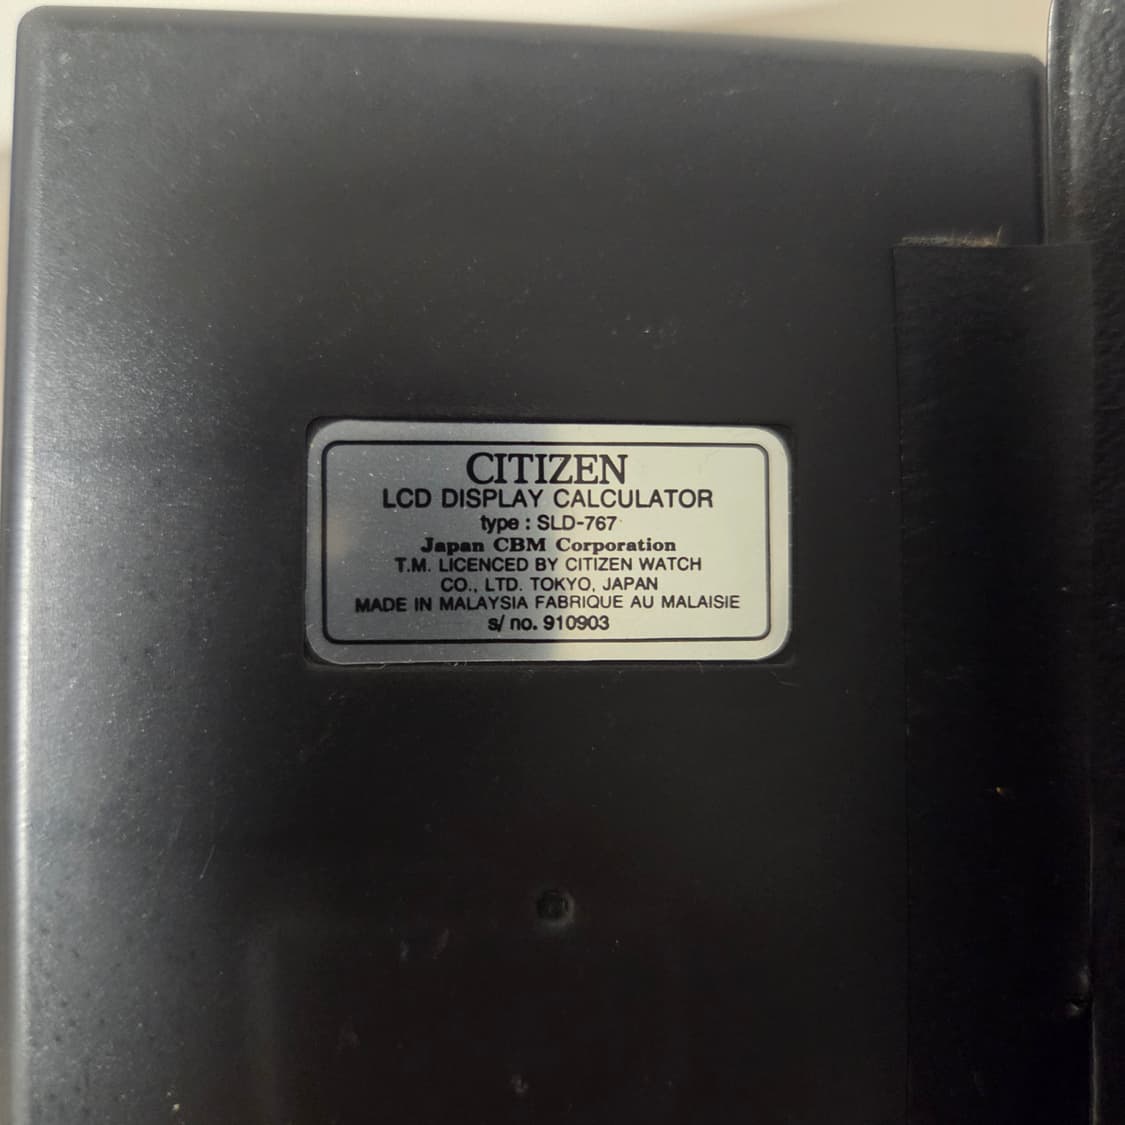 CITIZEN
LCD DISPLAY CALCULATOR
type : SLD-767
Japan CBM Corporation
T.M. LICENCED BY CITIZEN WATCH
CO., LTD. TOKYO, JAPAN
MADE IN MALAYSIA FABRIQUE AU MALAISIE
s/ no. 910903